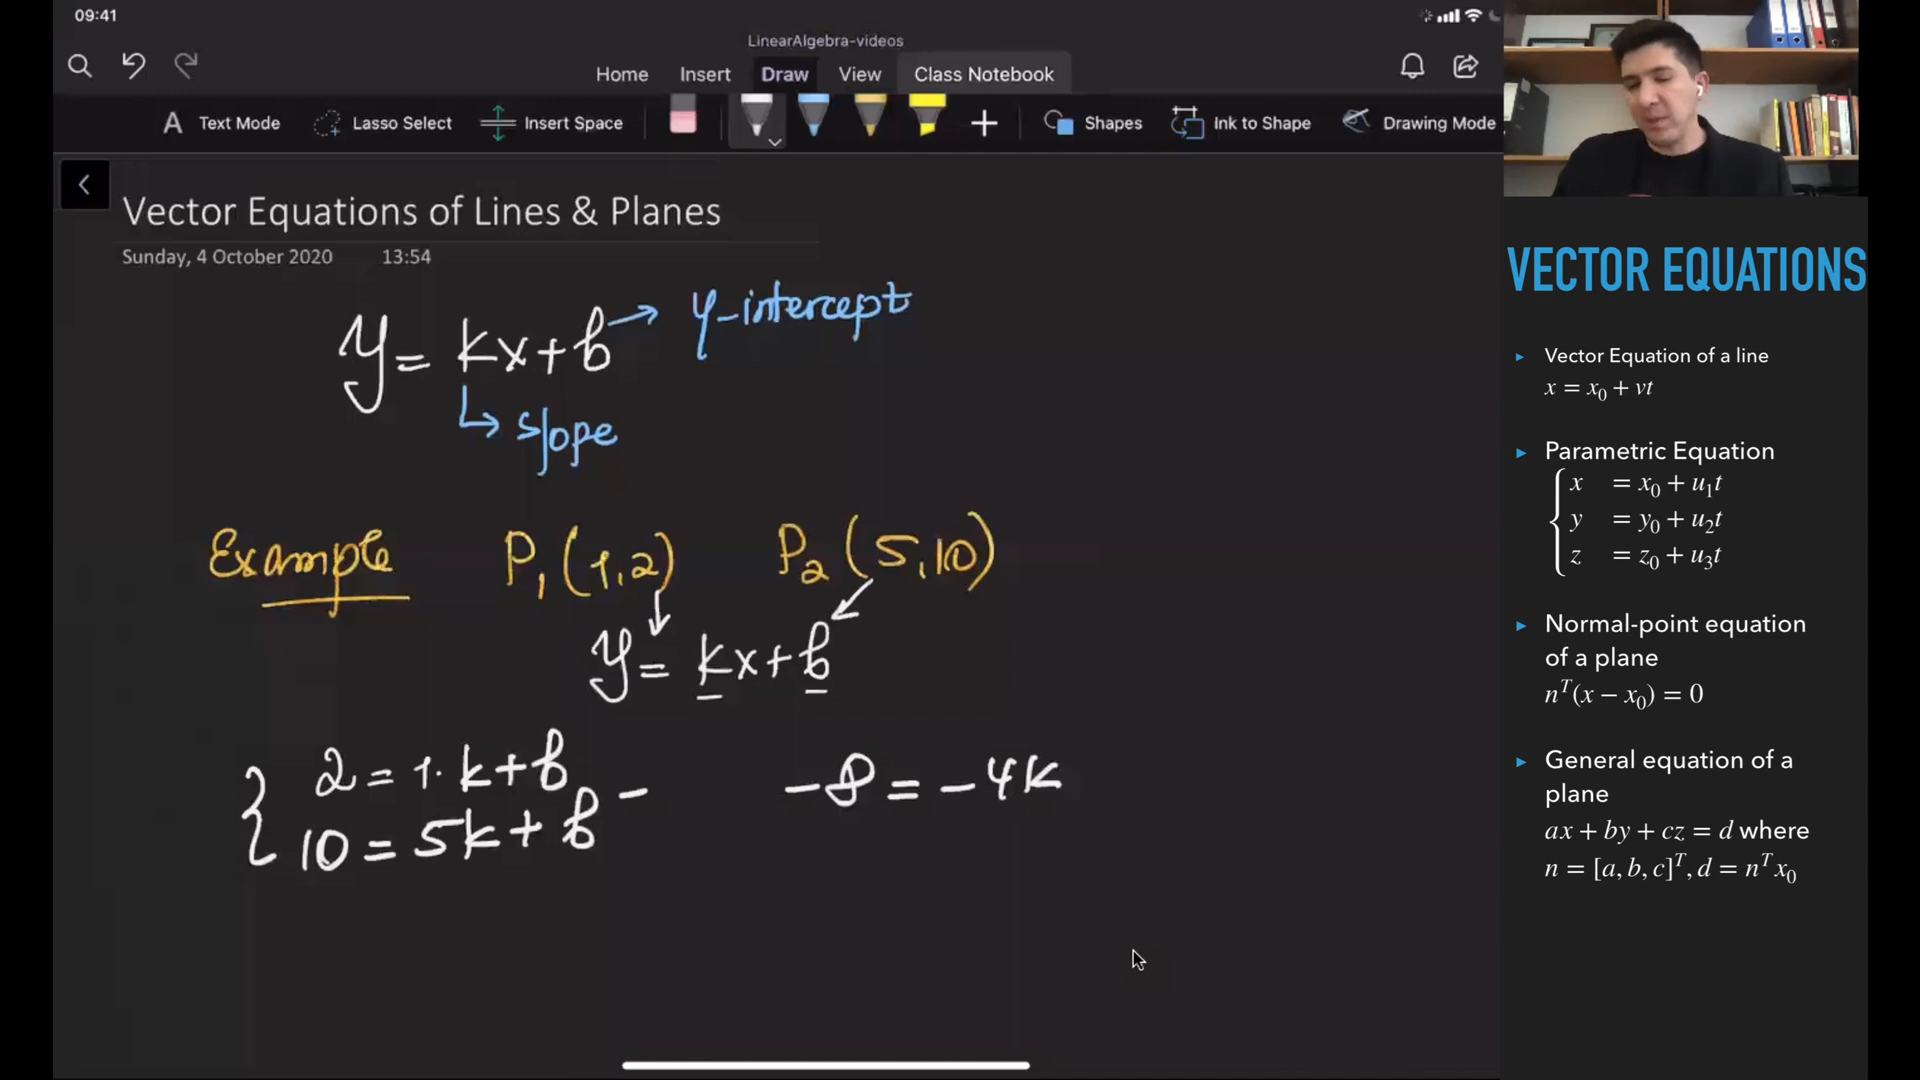 09:41
LinearAlgebra-videos
Home Insert Draw View Class Notebook
Text Mode Lasso Select Insert Space Shapes Ink to Shape Drawing Mode
Vector Equations of Lines & Planes
Sunday, 4 October 2020 13:54
y = kx + b → y-intercept
↳ slope
Example P₁ (1,2) P₂ (5,10)
y = kx + b
{ 2 = 1· k + b
10 = 5k + b
−
−8 = −4k
VECTOR EQUATIONS
▸ Vector Equation of a line
x = x₀ + vt
▸ Parametric Equation
{ x = x₀ + u₁t
y = y₀ + u₂t
z = z₀ + u₃t
▸ Normal-point equation
of a plane
nᵀ(x − x₀) = 0
▸ General equation of a
plane
ax + by + cz = d where
n = [a, b, c]ᵀ, d = nᵀx₀